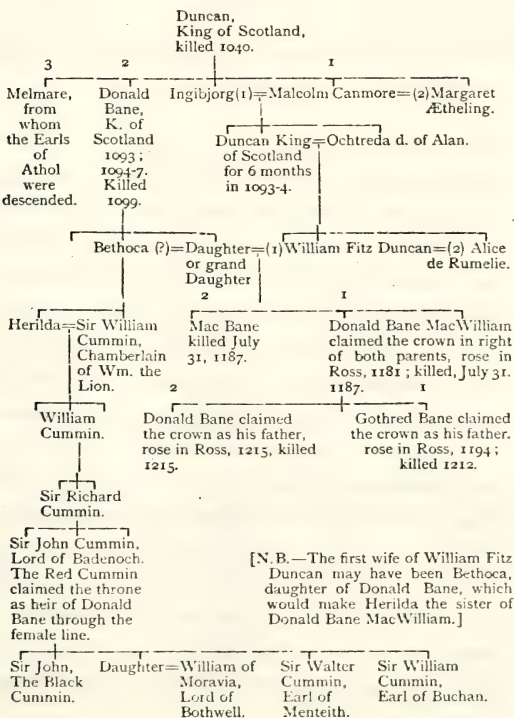 Duncan,
King of Scotland,
killed 1040.
3
2
1
Melmare,
from
whom
the Earls
of
Athol
were
descended.
Donald
Bane,
K. of
Scotland
1093;
1094-7.
Killed
1099.
Ingibjorg (1)=Malcolm Canmore=(2) Margaret
Ætheling.
Duncan King=Ochtreda d. of Alan.
of Scotland
for 6 months
in 1093-4.
Bethoca (?)=Daughter=(1) William Fitz Duncan=(2) Alice
or grand
Daughter
de Rumelie.
Herilda=Sir William
Cummin,
Chamberlain
of Wm. the
Lion.
2
Mac Bane
killed July
31, 1187.
1
Donald Bane MacWilliam
claimed the crown in right
of both parents, rose in
Ross, 1181; killed, July 31.
1187.
William
Cummin.
2
Donald Bane claimed
the crown as his father,
rose in Ross, 1215, killed
1215.
1
Gothred Bane claimed
the crown as his father.
rose in Ross, 1194;
killed 1212.
Sir Richard
Cummin.
Sir John Cummin,
Lord of Badenoch.
The Red Cummin
claimed the throne
as heir of Donald
Bane through the
female line.
[N.B.—The first wife of William Fitz
Duncan may have been Bethoca,
daughter of Donald Bane, which
would make Herilda the sister of
Donald Bane MacWilliam.]
Sir John,
The Black
Cummin.
Daughter=William of
Moravia,
Lord of
Bothwell.
Sir Walter
Cummin,
Earl of
Menteith.
Sir William
Cummin,
Earl of Buchan.